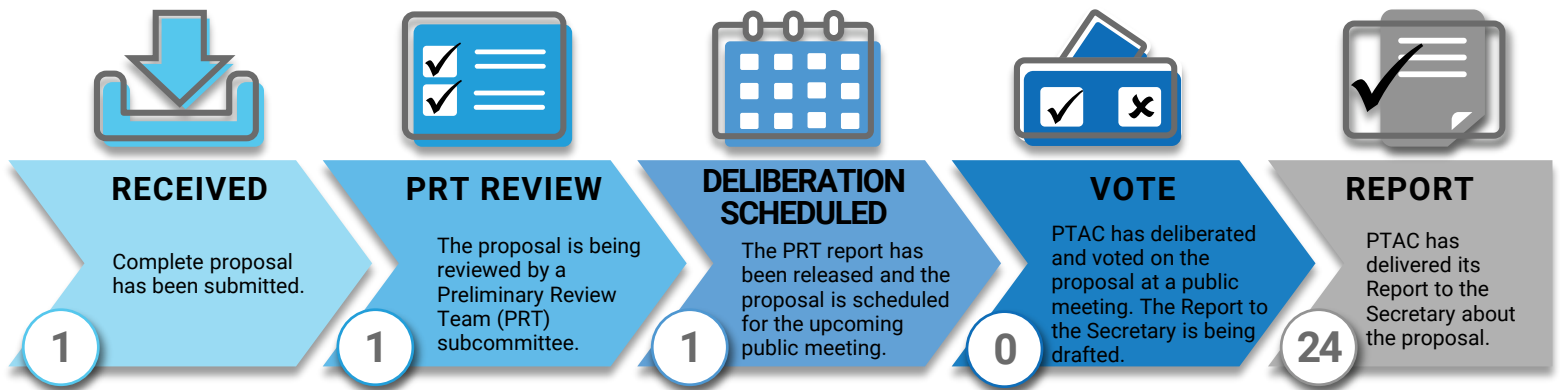 RECEIVED
Complete proposal
has been submitted.
1
PRT REVIEW
The proposal is being
reviewed by a
Preliminary Review
Team (PRT)
subcommittee.
1
DELIBERATION
SCHEDULED
The PRT report has
been released and the
proposal is scheduled
for the upcoming
public meeting.
1
VOTE
PTAC has deliberated
and voted on the
proposal at a public
meeting. The Report to
the Secretary is being
drafted.
0
REPORT
PTAC has
delivered its
Report to the
Secretary about
the proposal.
24